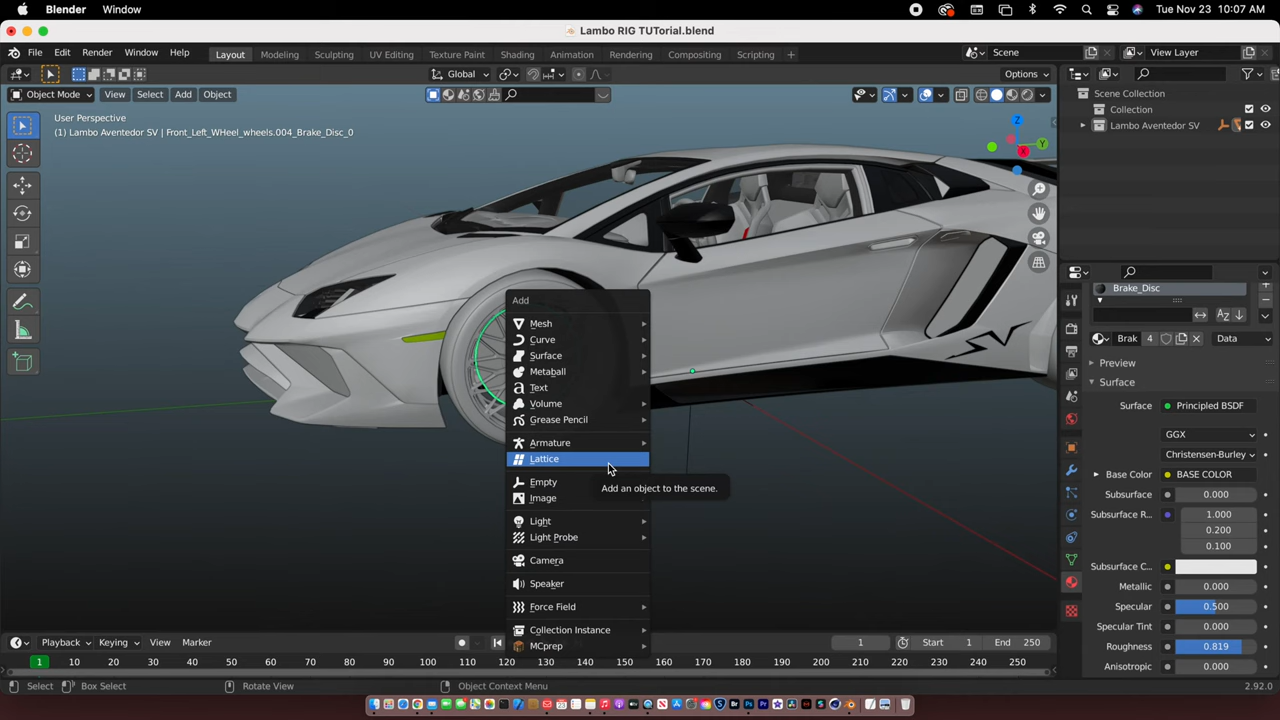 Blender Window Tue Nov 23 10:07 AM
Lambo RIG TUTorial.blend
File Edit Render Window Help Layout Modeling Sculpting UV Editing Texture Paint Shading Animation Rendering Compositing Scripting + Scene View Layer
Global Options
Object Mode View Select Add Object
Scene Collection
Collection
Lambo Aventedor SV
User Perspective
(1) Lambo Aventedor SV | Front_Left_WHeel_wheels.004_Brake_Disc_0
X
Y
Z
Add
Mesh
Curve
Surface
Metaball
Text
Volume
Grease Pencil
Armature
Lattice
Empty
Image
Light
Light Probe
Camera
Speaker
Force Field
Collection Instance
MCprep
Add an object to the scene.
Brake_Disc
Brak 4 Data
Preview
Surface
Surface Principled BSDF
GGX
Christensen-Burley
Base Color BASE COLOR
Subsurface 0.000
Subsurface R... 1.000
0.200
0.100
Subsurface C...
Metallic 0.000
Specular 0.500
Specular Tint 0.000
Roughness 0.819
Anisotropic 0.000
Playback Keying View Marker 1 Start 1 End 250
1 10 20 30 40 50 60 70 80 90 100 110 120 130 140 150 160 170 180 190 200 210 220 230 240 250
Select Box Select Rotate View Object Context Menu 2.92.0